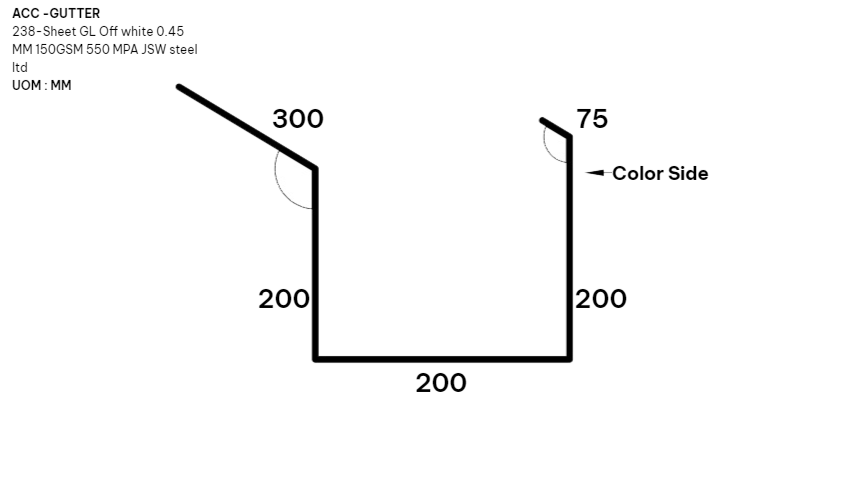 ACC -GUTTER
238-Sheet GL Off white 0.45
MM 150GSM 550 MPA JSW steel
ltd
UOM : MM
300
75
Color Side
200
200
200